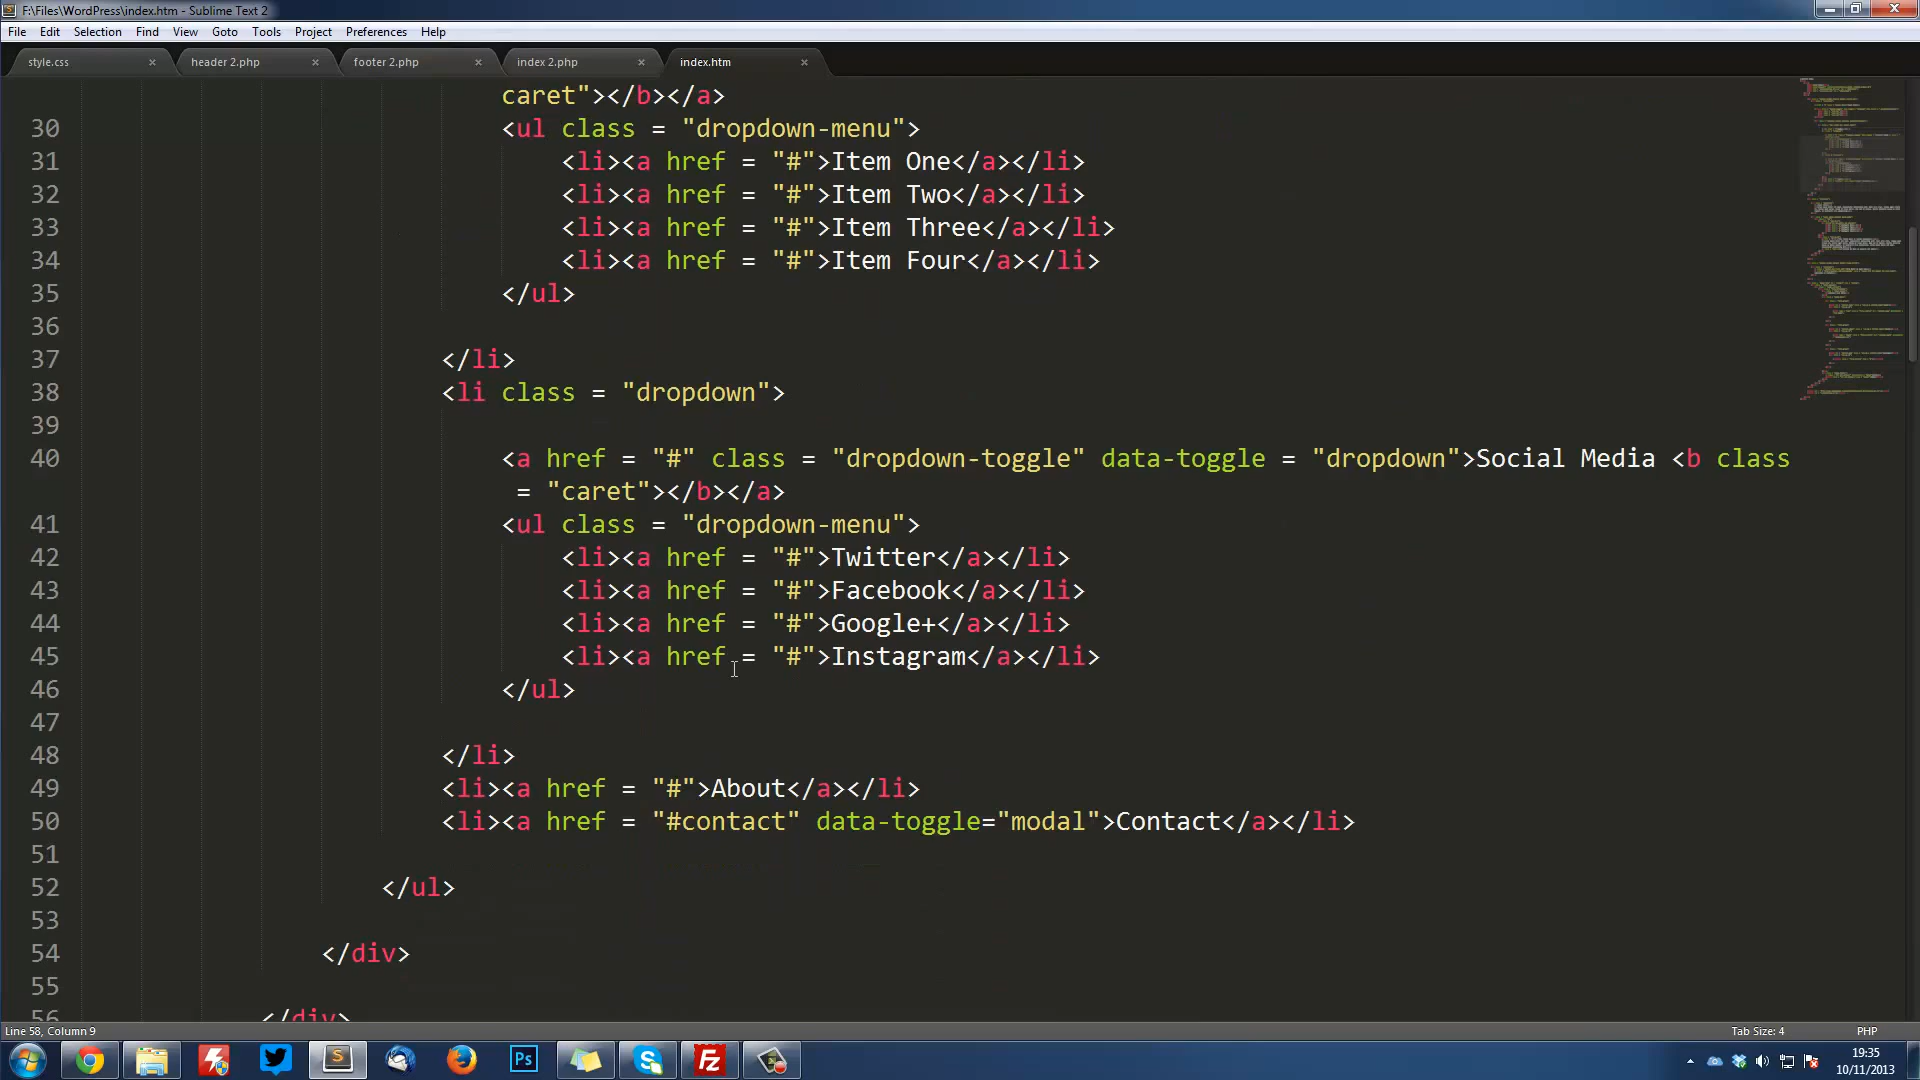 F:\Files\WordPress\index.htm - Sublime Text 2
File Edit Selection Find View Goto Tools Project Preferences Help
style.css × header 2.php × footer 2.php × index 2.php × index.htm ×
caret"></b></a>
30 <ul class = "dropdown-menu">
31 <li><a href = "#">Item One</a></li>
32 <li><a href = "#">Item Two</a></li>
33 <li><a href = "#">Item Three</a></li>
34 <li><a href = "#">Item Four</a></li>
35 </ul>
36
37 </li>
38 <li class = "dropdown">
39
40 <a href = "#" class = "dropdown-toggle" data-toggle = "dropdown">Social Media <b class
= "caret"></b></a>
41 <ul class = "dropdown-menu">
42 <li><a href = "#">Twitter</a></li>
43 <li><a href = "#">Facebook</a></li>
44 <li><a href = "#">Google+</a></li>
45 <li><a href = "#">Instagram</a></li>
46 </ul>
47
48 </li>
49 <li><a href = "#">About</a></li>
50 <li><a href = "#contact" data-toggle="modal">Contact</a></li>
51
52 </ul>
53
54 </div>
55
56 </div>
Line 58, Column 9 Tab Size: 4 PHP
Ps Fz
19:35
10/11/2013